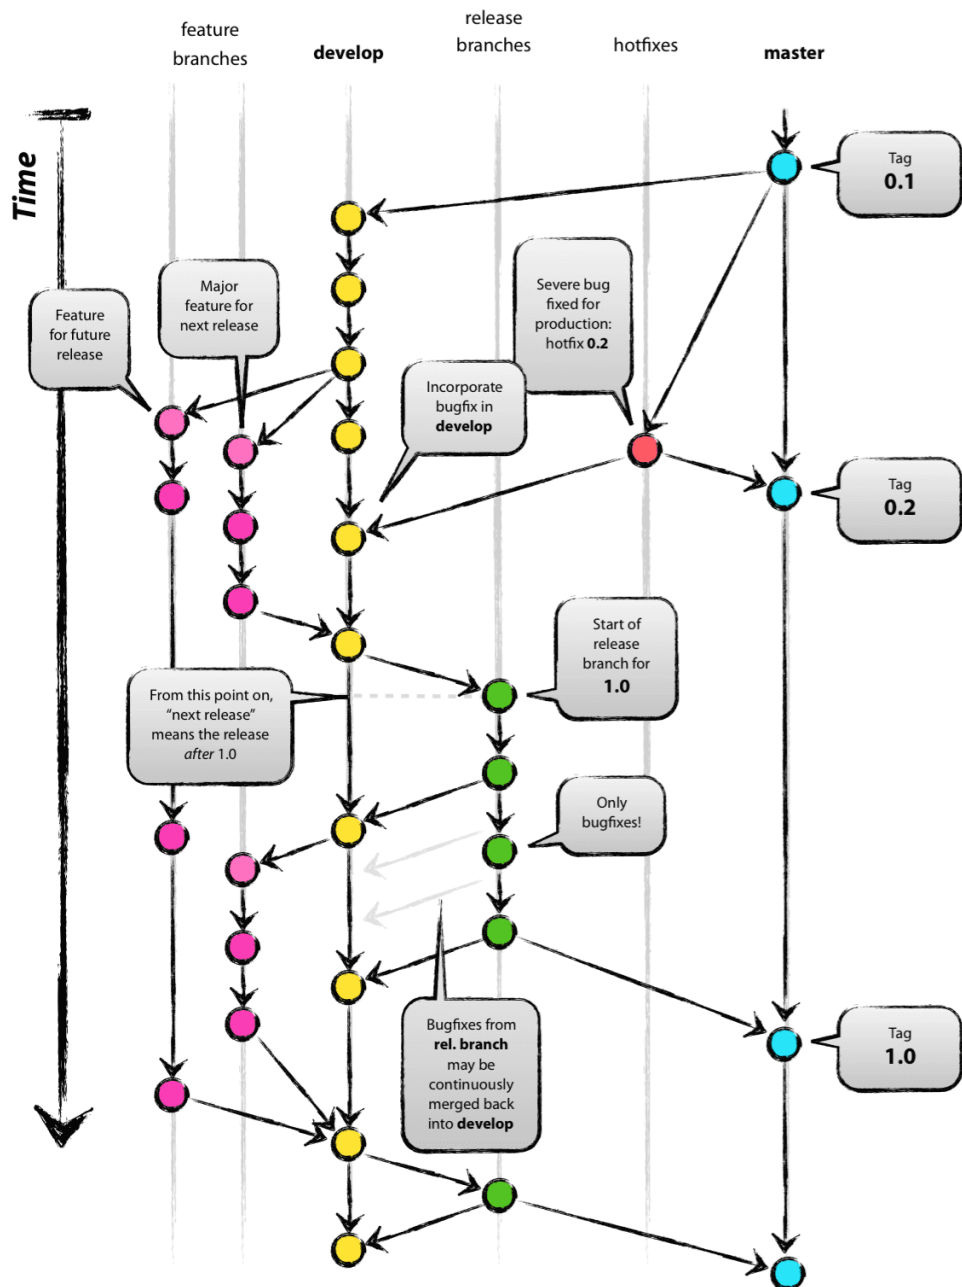 feature
branches
develop
release
branches
hotfixes
master
Time
Tag
0.1
Major
feature for
next release
Feature
for future
release
Severe bug
fixed for
production:
hotfix 0.2
Incorporate
bugfix in
develop
Tag
0.2
Start of
release
branch for
1.0
From this point on,
“next release”
means the release
after 1.0
Only
bugfixes!
Bugfixes from
rel. branch
may be
continuously
merged back
into develop
Tag
1.0